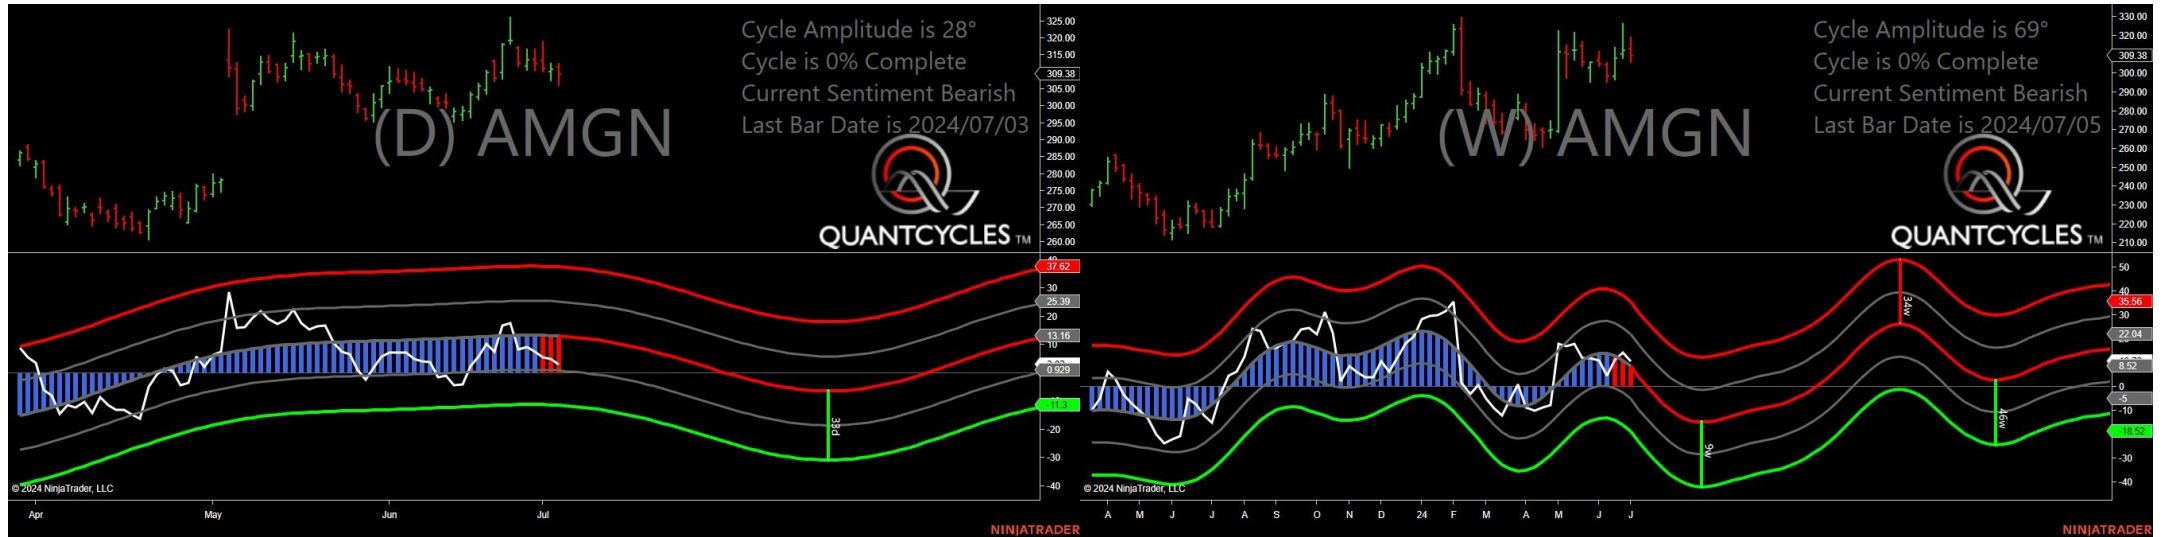 Cycle Amplitude is 28°
Cycle is 0% Complete
Current Sentiment Bearish
Last Bar Date is 2024/07/03
(D) AMGN
QUANTCYCLES TM
325.00
320.00
315.00
309.38
305.00
300.00
295.00
290.00
285.00
280.00
275.00
270.00
265.00
260.00
37.62
30
25.39
20
13.16
10
0.929
-11.3
-20
-30
-40
33d
© 2024 NinjaTrader, LLC
Apr May Jun Jul
NINJATRADER
Cycle Amplitude is 69°
Cycle is 0% Complete
Current Sentiment Bearish
Last Bar Date is 2024/07/05
(W) AMGN
QUANTCYCLES TM
330.00
320.00
309.38
300.00
290.00
280.00
270.00
260.00
250.00
240.00
230.00
220.00
210.00
50
40
35.56
30
22.04
8.52
0
-5
-10
-18.52
-30
-40
34w
9w
46w
© 2024 NinjaTrader, LLC
A M J J A S O N D 24 F M A M J J
NINJATRADER